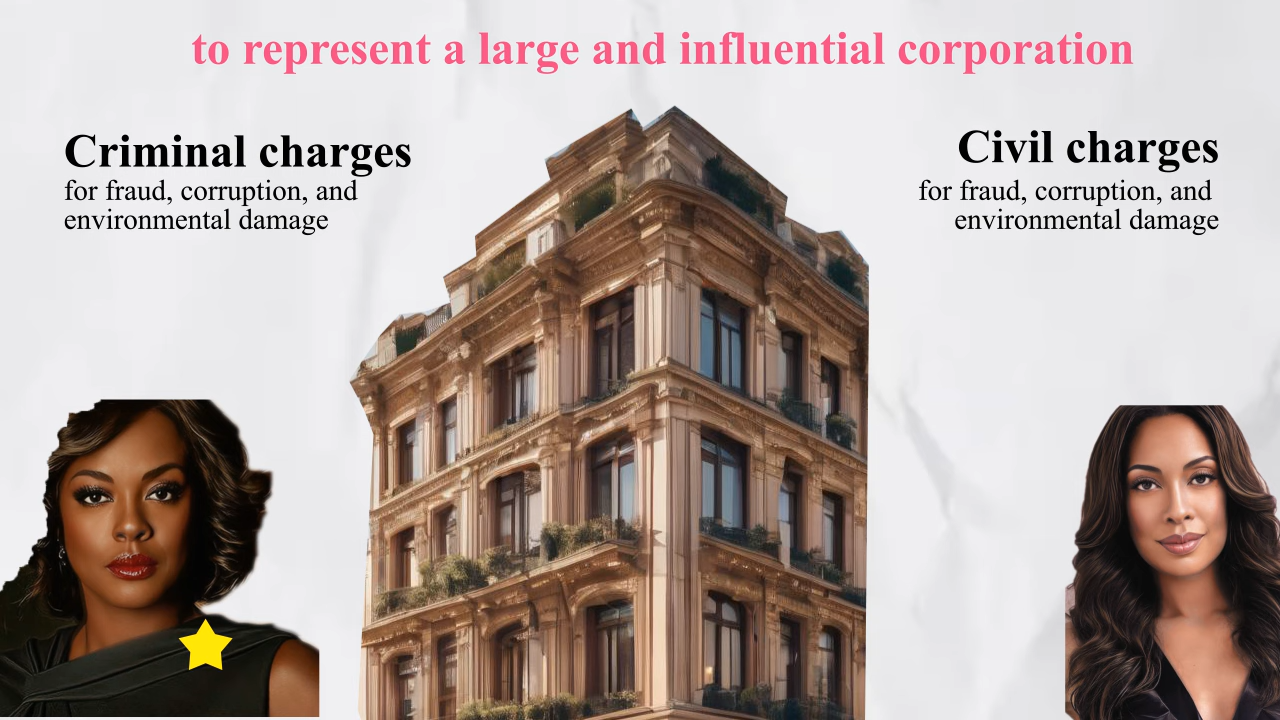 to represent a large and influential corporation
Criminal charges
for fraud, corruption, and
environmental damage
Civil charges
for fraud, corruption, and
environmental damage